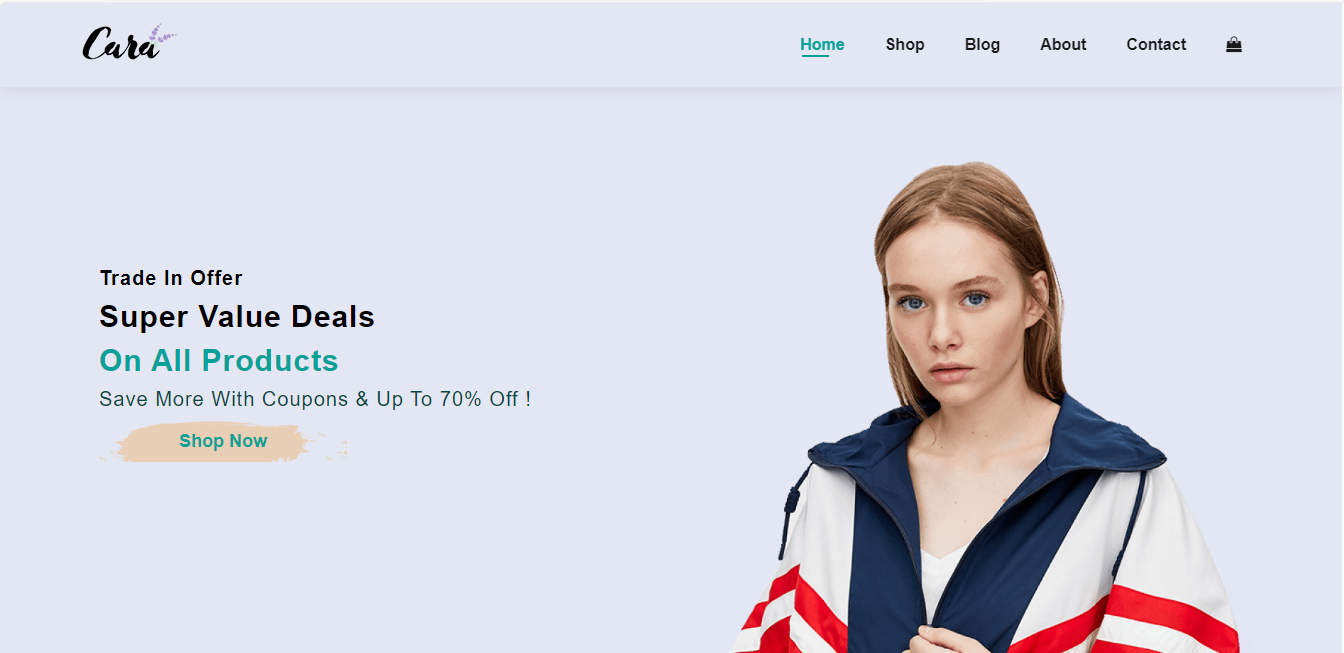 Cara
Home Shop Blog About Contact
Trade In Offer
Super Value Deals
On All Products
Save More With Coupons & Up To 70% Off !
Shop Now